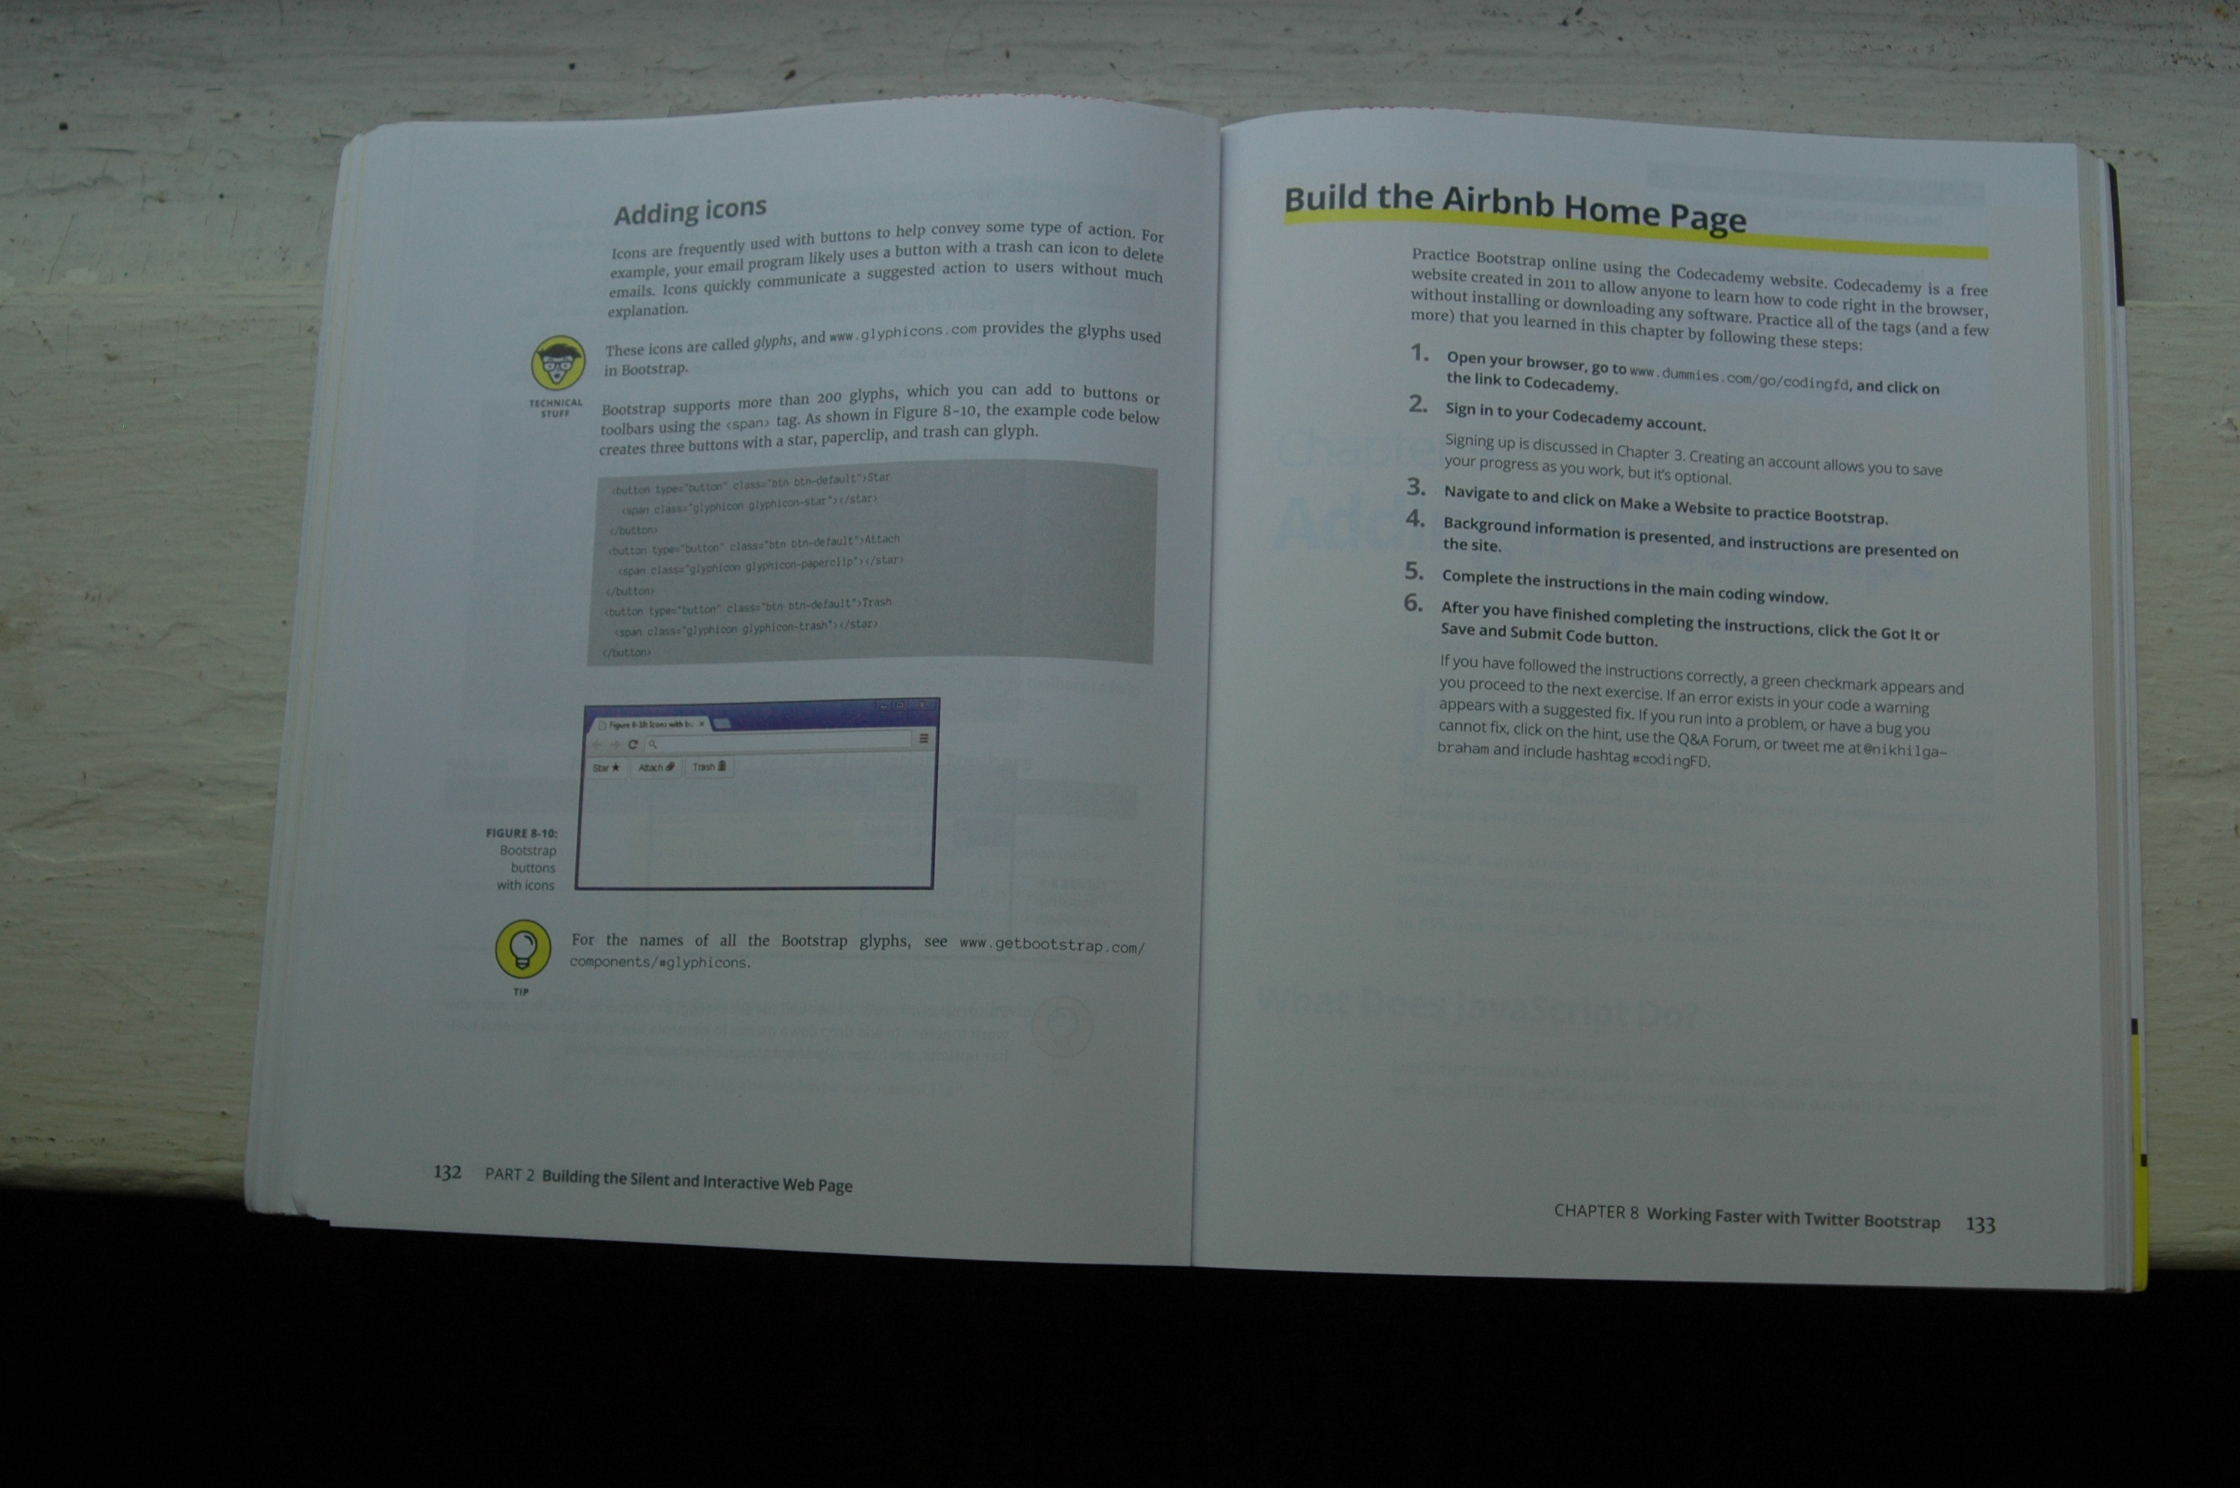 Adding icons
Icons are frequently used with buttons to help convey some type of action. For
example, your email program likely uses a button with a trash can icon to delete
emails. Icons quickly communicate a suggested action to users without much
explanation.
TECHNICAL
STUFF
These icons are called glyphs, and www.glyphicons.com provides the glyphs used
in Bootstrap.
Bootstrap supports more than 200 glyphs, which you can add to buttons or
toolbars using the <span> tag. As shown in Figure 8-10, the example code below
creates three buttons with a star, paperclip, and trash can glyph.
<button type="button" class="btn btn-default">Star
<span class="glyphicon glyphicon-star"></star>
</button>
<button type="button" class="btn btn-default">Attach
<span class="glyphicon glyphicon-paperclip"></star>
</button>
<button type="button" class="btn btn-default">Trash
<span class="glyphicon glyphicon-trash"></star>
</button>
Figure 8-10: Icons with b
Star Attach Trash
FIGURE 8-10:
Bootstrap
buttons
with icons
TIP
For the names of all the Bootstrap glyphs, see www.getbootstrap.com/
components/#glyphicons.
132 PART 2 Building the Silent and Interactive Web Page
Build the Airbnb Home Page
Practice Bootstrap online using the Codecademy website. Codecademy is a free
website created in 2011 to allow anyone to learn how to code right in the browser,
without installing or downloading any software. Practice all of the tags (and a few
more) that you learned in this chapter by following these steps:
1. Open your browser, go to www.dummies.com/go/codingfd, and click on
the link to Codecademy.
2. Sign in to your Codecademy account.
Signing up is discussed in Chapter 3. Creating an account allows you to save
your progress as you work, but it's optional.
3. Navigate to and click on Make a Website to practice Bootstrap.
4. Background information is presented, and instructions are presented on
the site.
5. Complete the instructions in the main coding window.
6. After you have finished completing the instructions, click the Got It or
Save and Submit Code button.
If you have followed the instructions correctly, a green checkmark appears and
you proceed to the next exercise. If an error exists in your code a warning
appears with a suggested fix. If you run into a problem, or have a bug you
cannot fix, click on the hint, use the Q&A Forum, or tweet me at @nikhilga-
braham and include hashtag #codingFD.
What Does JavaScript Do?
CHAPTER 8 Working Faster with Twitter Bootstrap 133